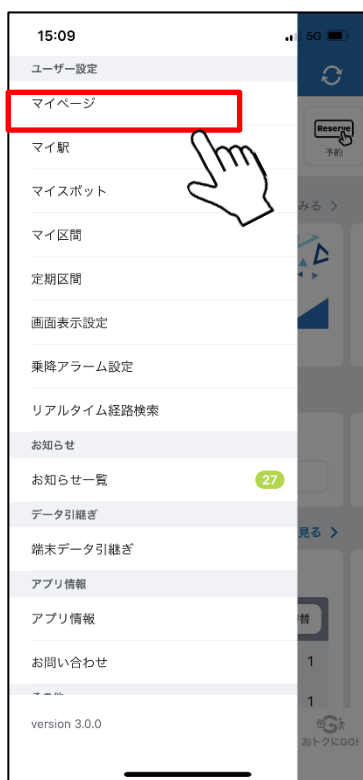 15:09
5G
ユーザー設定
マイページ
Reserve
予約
マイ駅
マイスポット
みる >
マイ区間
定期区間
画面表示設定
乗降アラーム設定
リアルタイム経路検索
お知らせ
お知らせ一覧
27
データ引継ぎ
見る >
端末データ引継ぎ
アプリ情報
アプリ情報
替
お問い合わせ
1
その他
1
version 3.0.0
おトクにGO!